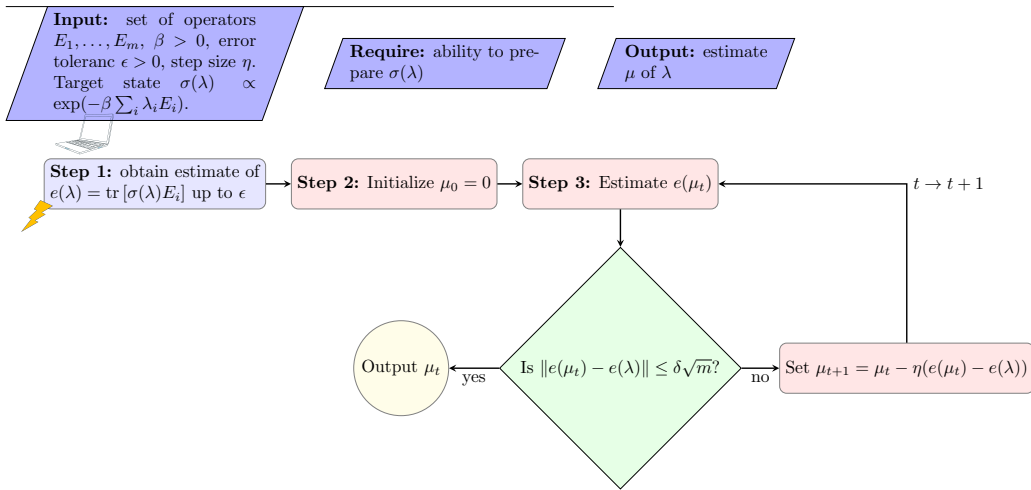 Input: set of operators
E₁, . . . , Eₘ, β > 0, error
toleranc ϵ > 0, step size η.
Target state σ(λ) ∝
exp(−β ∑ᵢ λᵢEᵢ).
Require: ability to pre-
pare σ(λ)
Output: estimate
μ of λ
Step 1: obtain estimate of
e(λ) = tr [σ(λ)Eᵢ] up to ϵ
Step 2: Initialize μ₀ = 0
Step 3: Estimate e(μₜ)
t → t + 1
Output μₜ
yes
Is ‖e(μₜ) − e(λ)‖ ≤ δ√m?
no
Set μₜ₊₁ = μₜ − η(e(μₜ) − e(λ))